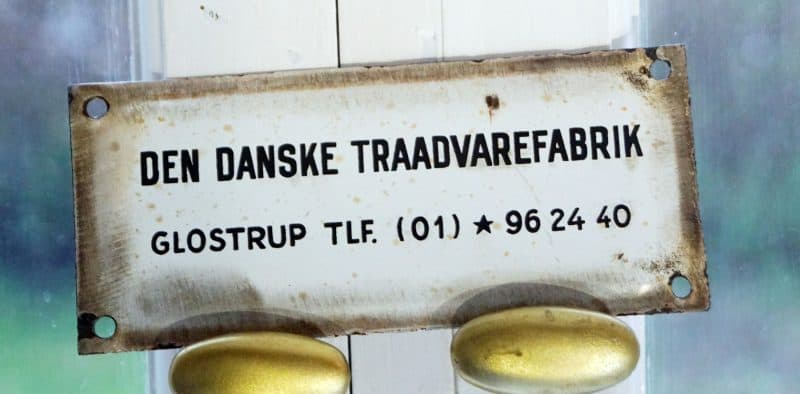 DEN DANSKE TRAADVAREFABRIK
GLOSTRUP TLF. (01) ★ 96 24 40